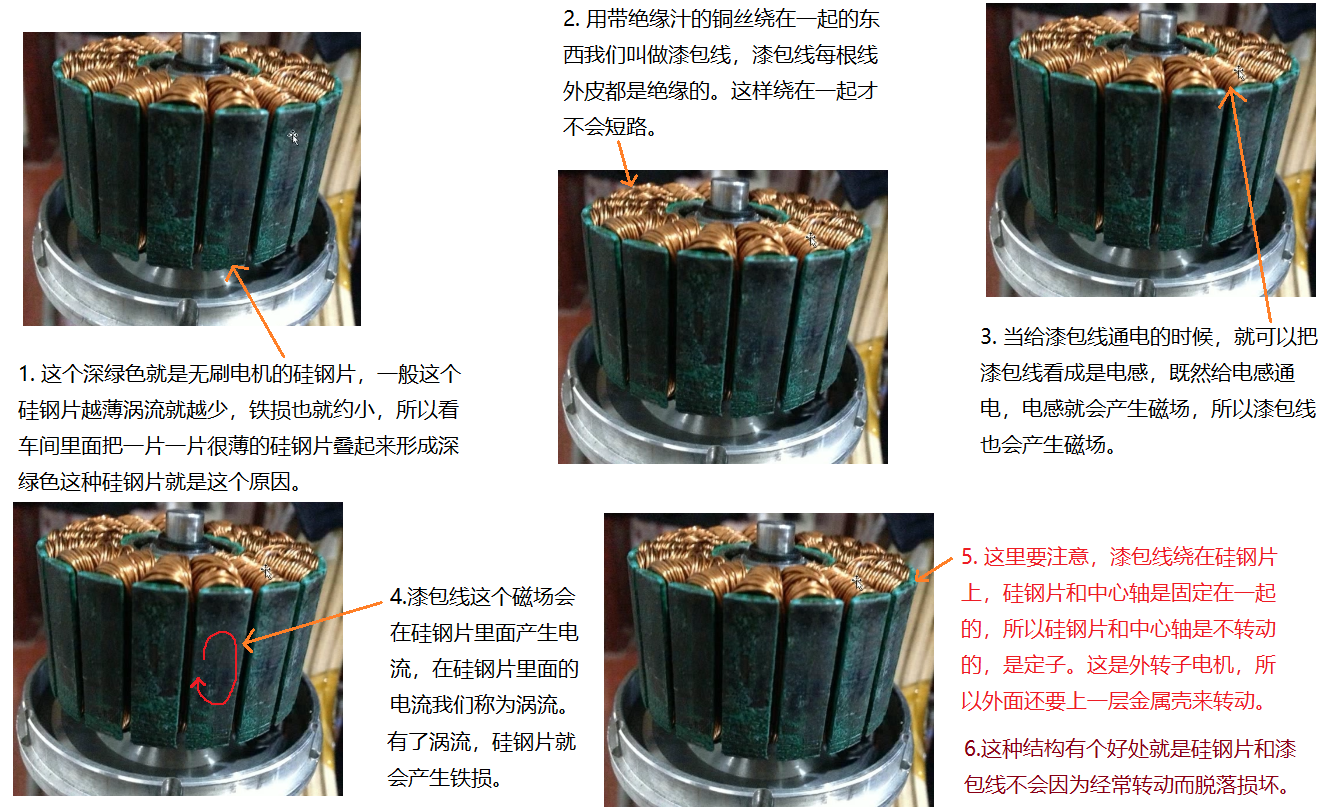 1. 这个深绿色就是无刷电机的硅钢片，一般这个
硅钢片越薄涡流就越少，铁损也就约小，所以看
车间里面把一片一片很薄的硅钢片叠起来形成深
绿色这种硅钢片就是这个原因。
2. 用带绝缘汁的铜丝绕在一起的东
西我们叫做漆包线，漆包线每根线
外皮都是绝缘的。这样绕在一起才
不会短路。
3. 当给漆包线通电的时候，就可以把
漆包线看成是电感，既然给电感通
电，电感就会产生磁场，所以漆包线
也会产生磁场。
4.漆包线这个磁场会
在硅钢片里面产生电
流，在硅钢片里面的
电流我们称为涡流。
有了涡流，硅钢片就
会产生铁损。
5. 这里要注意，漆包线绕在硅钢片
上，硅钢片和中心轴是固定在一起
的，所以硅钢片和中心轴是不转动
的，是定子。这是外转子电机，所
以外面还要上一层金属壳来转动。
6.这种结构有个好处就是硅钢片和漆
包线不会因为经常转动而脱落损坏。